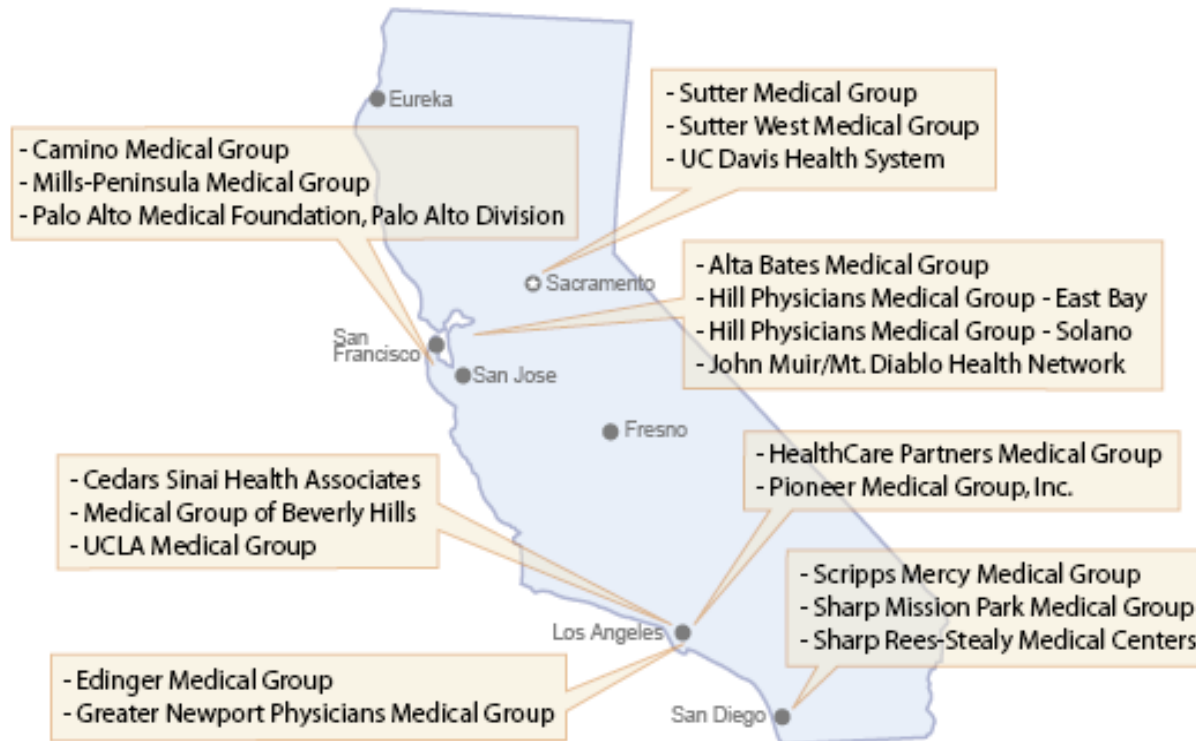 Eureka
- Sutter Medical Group
- Sutter West Medical Group
- UC Davis Health System
- Camino Medical Group
- Mills-Peninsula Medical Group
- Palo Alto Medical Foundation, Palo Alto Division
Sacramento
- Alta Bates Medical Group
- Hill Physicians Medical Group - East Bay
- Hill Physicians Medical Group - Solano
- John Muir/Mt. Diablo Health Network
San
Francisco
San Jose
Fresno
- HealthCare Partners Medical Group
- Pioneer Medical Group, Inc.
- Cedars Sinai Health Associates
- Medical Group of Beverly Hills
- UCLA Medical Group
- Scripps Mercy Medical Group
- Sharp Mission Park Medical Group
- Sharp Rees-Stealy Medical Centers
Los Angeles
- Edinger Medical Group
- Greater Newport Physicians Medical Group
San Diego